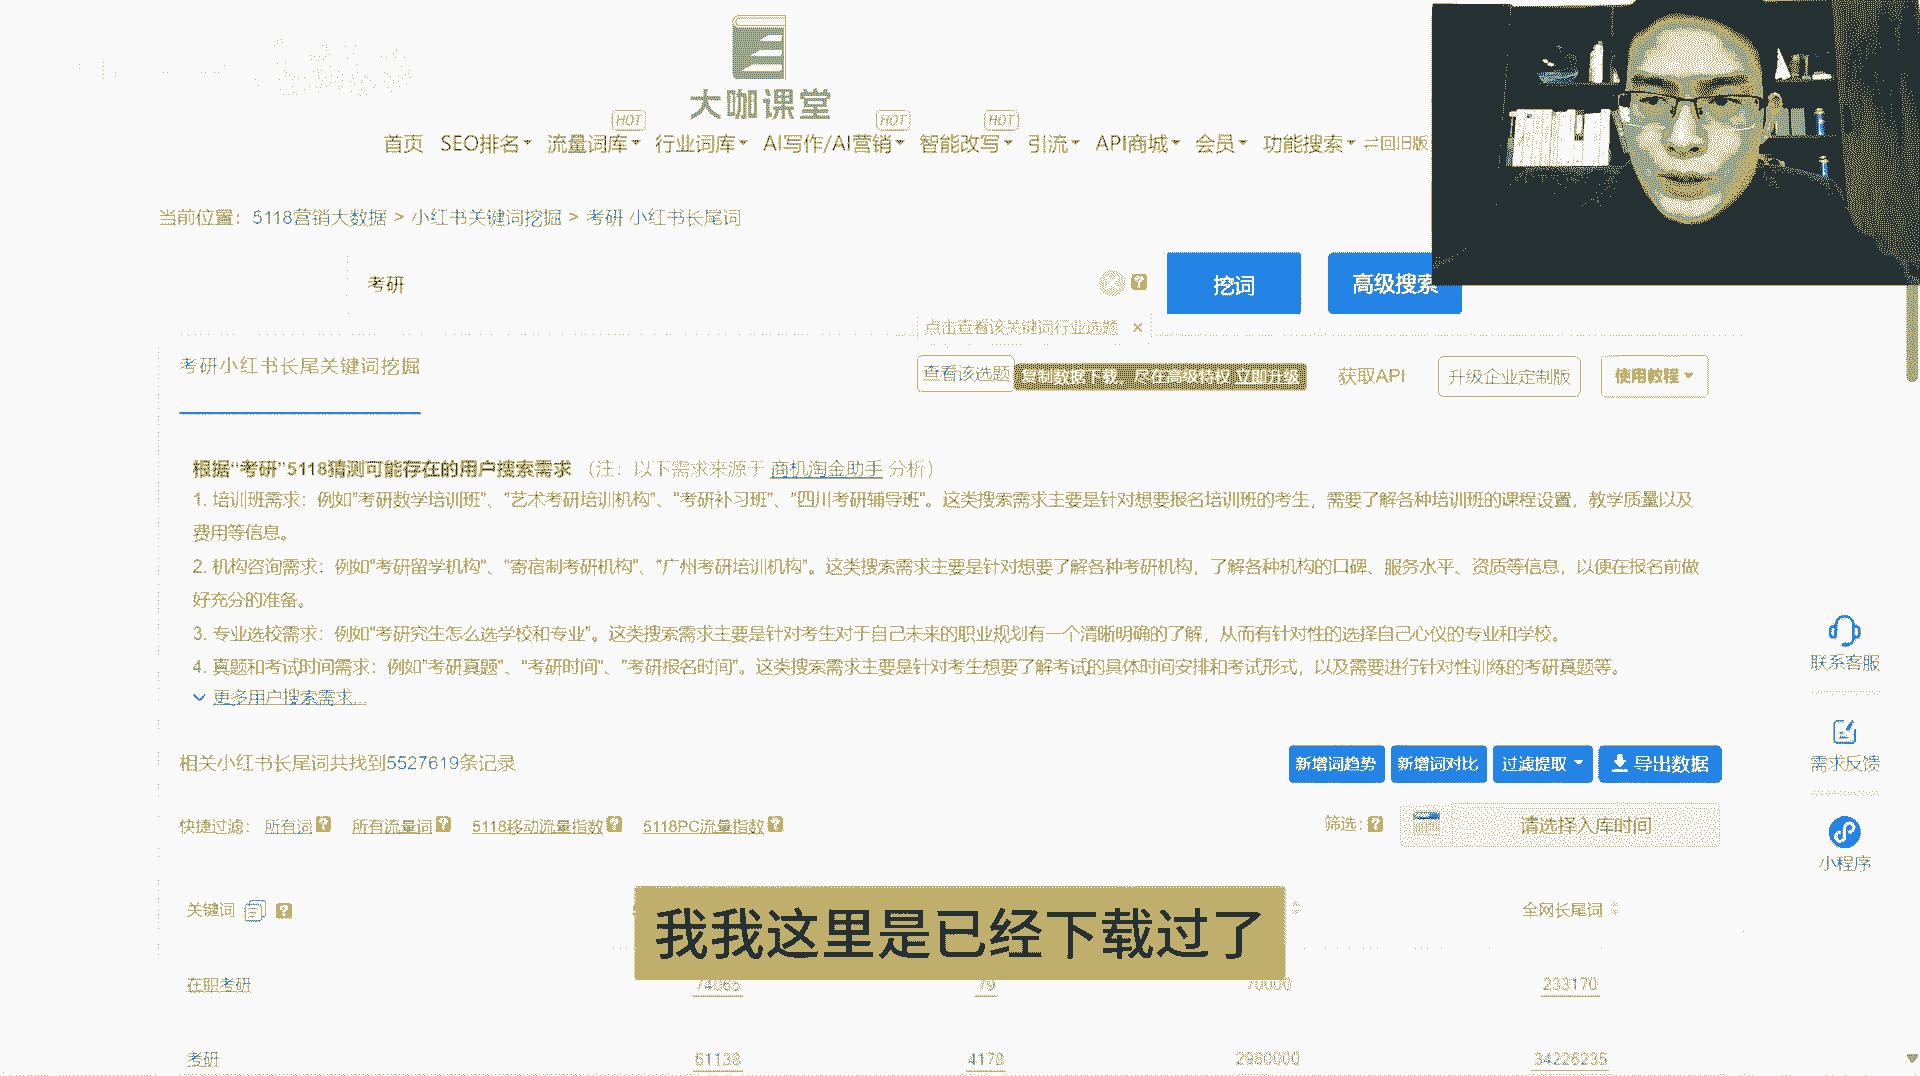 大咖课堂
HOT HOT HOT
首页 SEO排名 流量词库 行业词库 AI写作/AI营销 智能改写 引流 API商城 会员 功能搜索 回旧版
当前位置：5118营销大数据 > 小红书关键词挖掘 > 考研 小红书长尾词
考研 挖词 高级搜索
点击查看该关键词行业选题 ×
考研小红书长尾关键词挖掘 查看该选题 复制数据下载，尽在高级特权 立即升级 获取API 升级企业定制版 使用教程
根据“考研”5118猜测可能存在的用户搜索需求 （注：以下需求来源于 商机淘金助手 分析）
1. 培训班需求：例如"考研数学培训班"、"艺术考研培训机构"、"考研补习班"、"四川考研辅导班"。这类搜索需求主要是针对想要报名培训班的考生，需要了解各种培训班的课程设置，教学质量以及
费用等信息。
2. 机构咨询需求：例如"考研留学机构"、"寄宿制考研机构"、"广州考研培训机构"。这类搜索需求主要是针对想要了解各种考研机构，了解各种机构的口碑、服务水平、资质等信息，以便在报名前做
好充分的准备。
3. 专业选校需求：例如"考研究生怎么选学校和专业"。这类搜索需求主要是针对考生对于自己未来的职业规划有一个清晰明确的了解，从而有针对性的选择自己心仪的专业和学校。
4. 真题和考试时间需求：例如"考研真题"、"考研时间"、"考研报名时间"。这类搜索需求主要是针对考生想要了解考试的具体时间安排和考试形式，以及需要进行针对性训练的考研真题等。
更多用户搜索需求...
联系客服
相关小红书长尾词共找到5527619条记录 新增词趋势 新增词对比 过滤提取 导出数据
需求反馈
快捷过滤： 所有词 所有流量词 5118移动流量指数 5118PC流量指数 筛选： 请选择入库时间
小程序
关键词 全网长尾词
我我这里是已经下载过了
在职考研 74065 79 70000 233170
考研 61138 4178 2980000 34226235